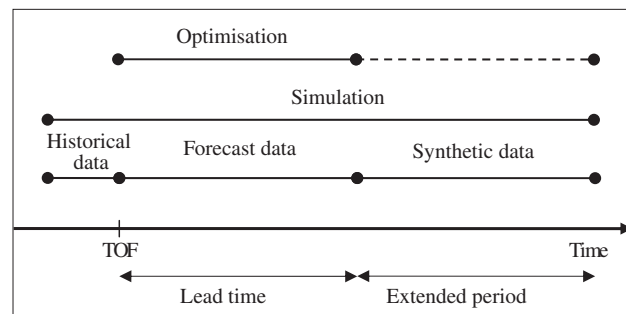 Optimisation
Simulation
Historical
data
Forecast data
Synthetic data
TOF
Time
Lead time
Extended period